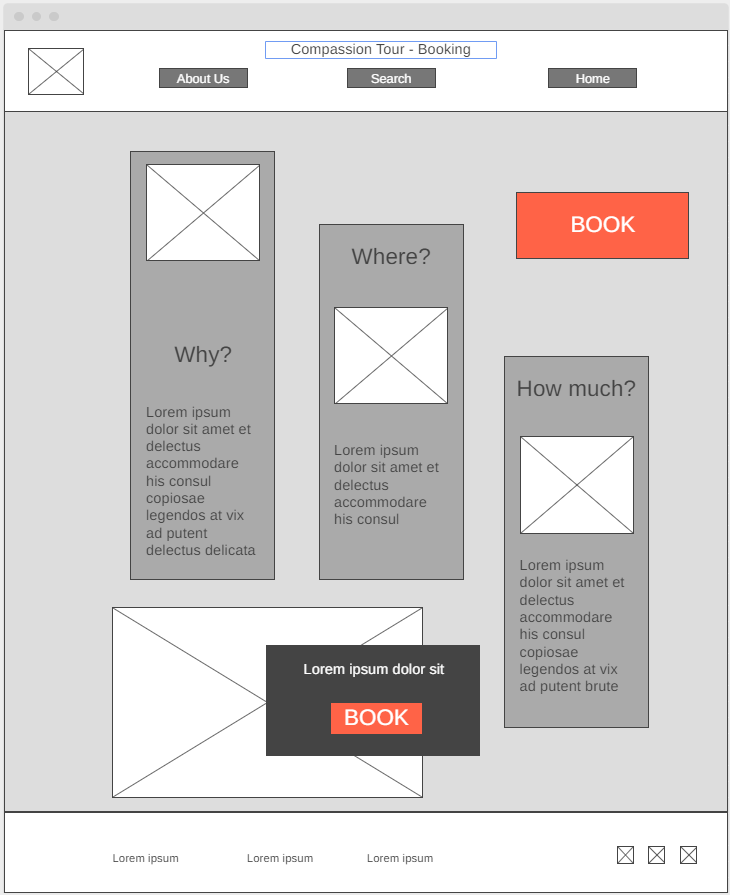 Compassion Tour - Booking
About Us
Search
Home
Why?
Lorem ipsum
dolor sit amet et
delectus
accommodare
his consul
copiosae
legendos at vix
ad putent
delectus delicata
Where?
Lorem ipsum
dolor sit amet et
delectus
accommodare
his consul
BOOK
How much?
Lorem ipsum
dolor sit amet et
delectus
accommodare
his consul
copiosae
legendos at vix
ad putent brute
Lorem ipsum dolor sit
BOOK
Lorem ipsum
Lorem ipsum
Lorem ipsum